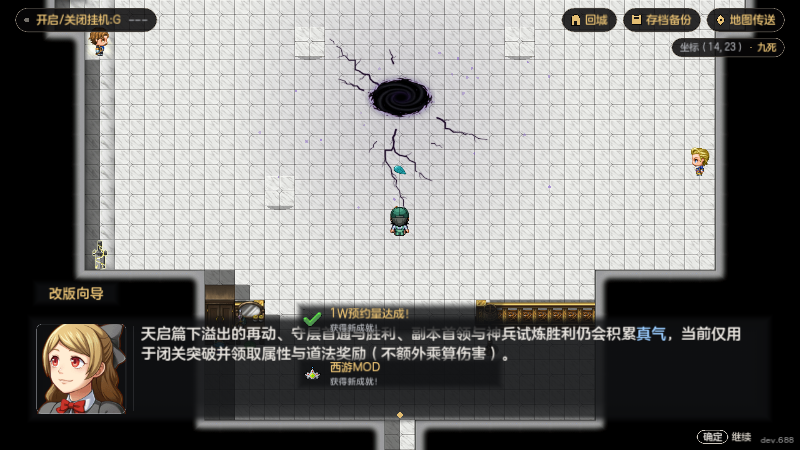 « 开启/关闭挂机:G ---
回城
存档备份
地图传送
坐标 (14,23) · 九死
改版向导
天启篇下溢出的再动、守层普通与胜利、副本首领与神兵试炼胜利仍会积累真气，当前仅用
于闭关突破并领取属性与道法奖励（不额外乘算伤害）。
1W预约量达成!
获得新成就!
西游MOD
获得新成就!
确定 继续
dev.688